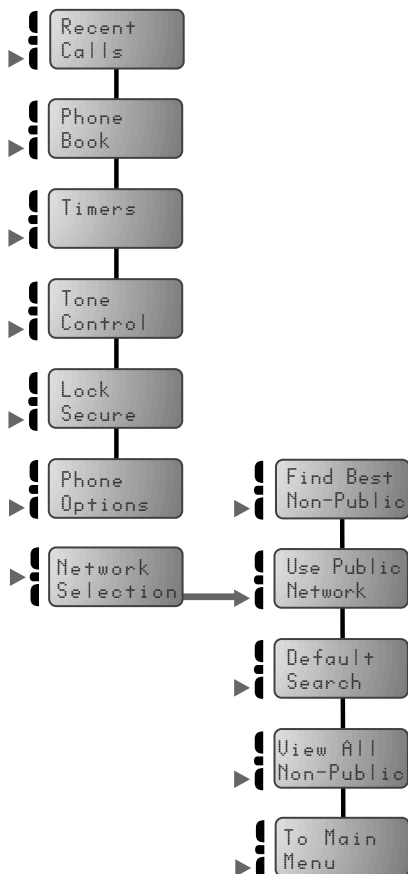 Recent
Calls
Phone
Book
Timers
Tone
Control
Lock
Secure
Phone
Options
Network
Selection
Find Best
Non-Public
Use Public
Network
Default
Search
View All
Non-Public
To Main
Menu